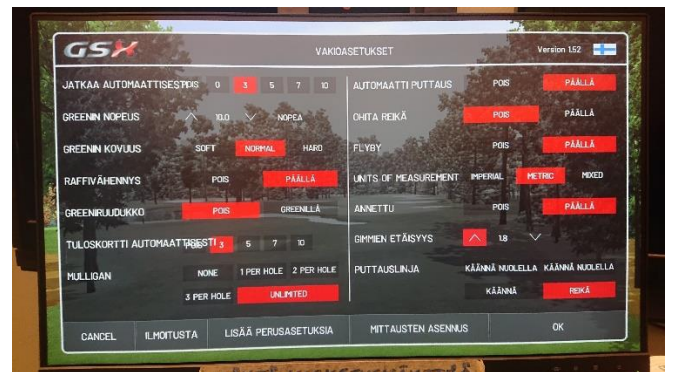 GSX VAKIOASETUKSET Version 1.52
JATKAA AUTOMAATTISESTI POIS 0 3 5 7 10
GREENIN NOPEUS 10.0 NOPEA
GREENIN KOVUUS SOFT NORMAL HARD
RAFFIVÄHENNYS POIS PÄÄLLÄ
GREENIRUUDUKKO POIS GREENILLÄ
TULOSKORTTI AUTOMAATTISESTI 3 5 7 10
MULLIGAN NONE 1 PER HOLE 2 PER HOLE
3 PER HOLE UNLIMITED
AUTOMAATTI PUTTAUS POIS PÄÄLLÄ
OHITA REIKÄ POIS PÄÄLLÄ
FLYBY POIS PÄÄLLÄ
UNITS OF MEASUREMENT IMPERIAL METRIC MIXED
ANNETTU POIS PÄÄLLÄ
GIMMIEN ETÄISYYS 1.8
PUTTAUSLINJA KÄÄNNÄ NUOLELLA KÄÄNNÄ NUOLELLA
KÄÄNNÄ REIKÄ
CANCEL ILMOITUSTA LISÄÄ PERUSASETUKSIA MITTAUSTEN ASENNUS OK